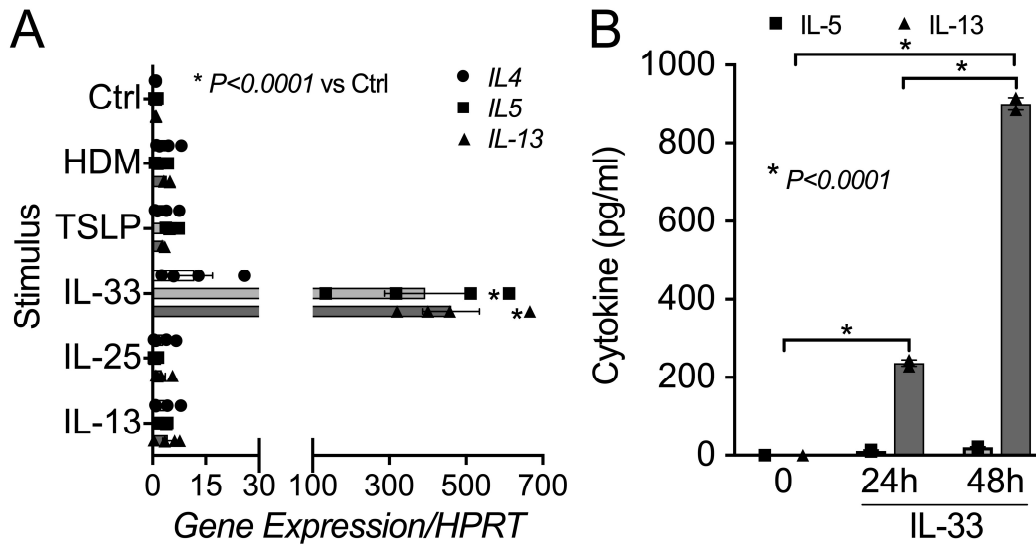 A
* P<0.0001 vs Ctrl
IL4
IL5
IL-13
Stimulus
Ctrl
HDM
TSLP
IL-33
*
*
IL-25
IL-13
0 15 30 100 300 500 700
Gene Expression/HPRT
B
IL-5 IL-13
*
*
* P<0.0001
*
Cytokine (pg/ml)
1000
800
600
400
200
0
0 24h 48h
IL-33